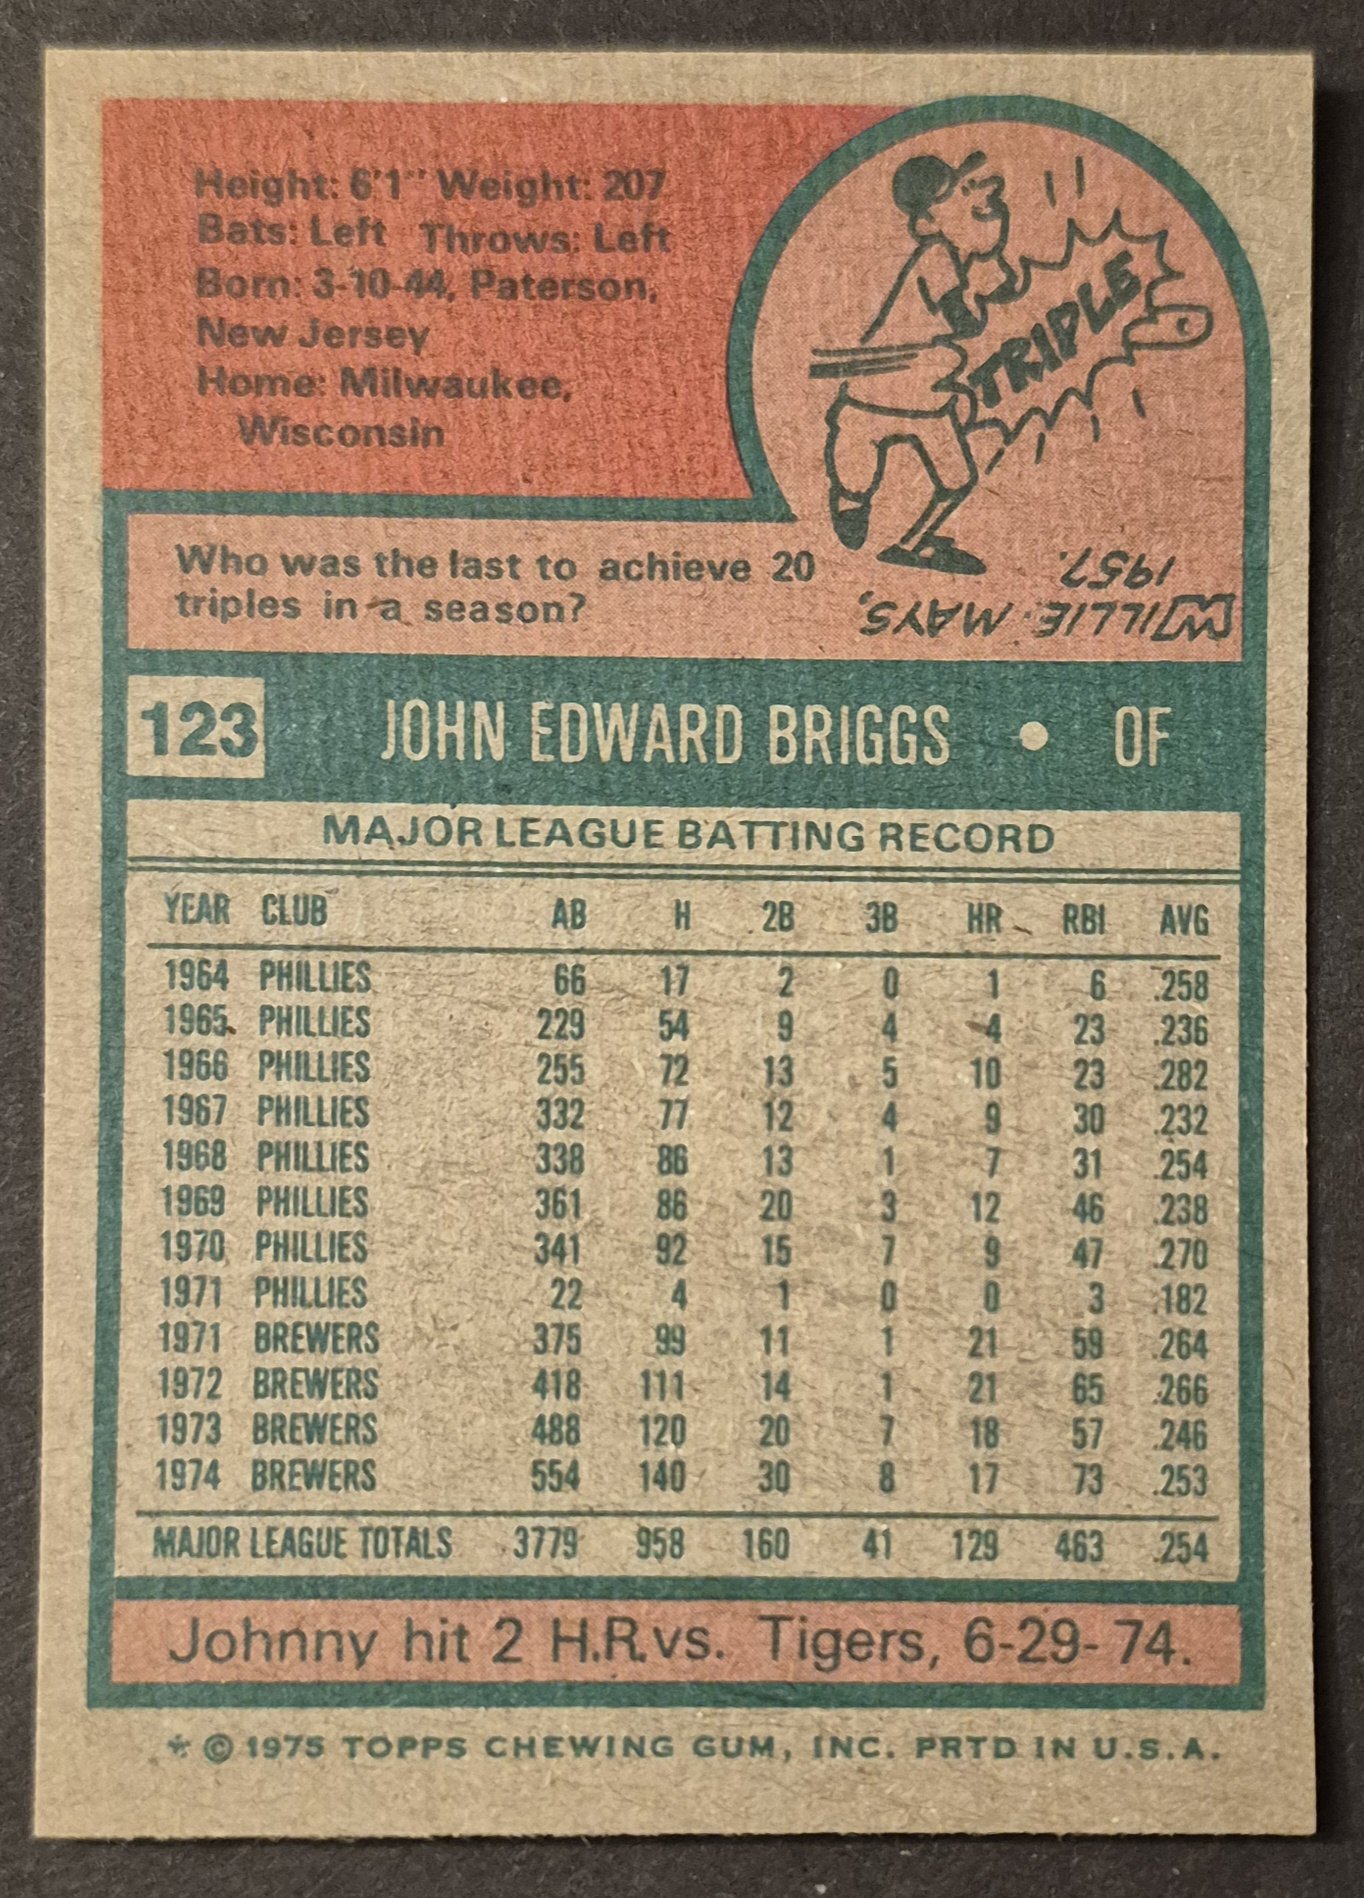 Height: 6'1" Weight: 207
Bats: Left Throws: Left
Born: 3-10-44, Paterson,
New Jersey
Home: Milwaukee,
Wisconsin
TRIPLE
Who was the last to achieve 20
triples in a season?
WILLIE MAYS,
1957.
123 JOHN EDWARD BRIGGS • OF
MAJOR LEAGUE BATTING RECORD
YEAR CLUB AB H 2B 3B HR RBI AVG
1964 PHILLIES 66 17 2 0 1 6 .258
1965 PHILLIES 229 54 9 4 4 23 .236
1966 PHILLIES 255 72 13 5 10 23 .282
1967 PHILLIES 332 77 12 4 9 30 .232
1968 PHILLIES 338 86 13 1 7 31 .254
1969 PHILLIES 361 86 20 3 12 46 .238
1970 PHILLIES 341 92 15 7 9 47 .270
1971 PHILLIES 22 4 1 0 0 3 .182
1971 BREWERS 375 99 11 1 21 59 .264
1972 BREWERS 418 111 14 1 21 65 .266
1973 BREWERS 488 120 20 7 18 57 .246
1974 BREWERS 554 140 30 8 17 73 .253
MAJOR LEAGUE TOTALS 3779 958 160 41 129 463 .254
Johnny hit 2 H.R. vs. Tigers, 6-29-74.
* © 1975 TOPPS CHEWING GUM, INC. PRTD IN U.S.A.